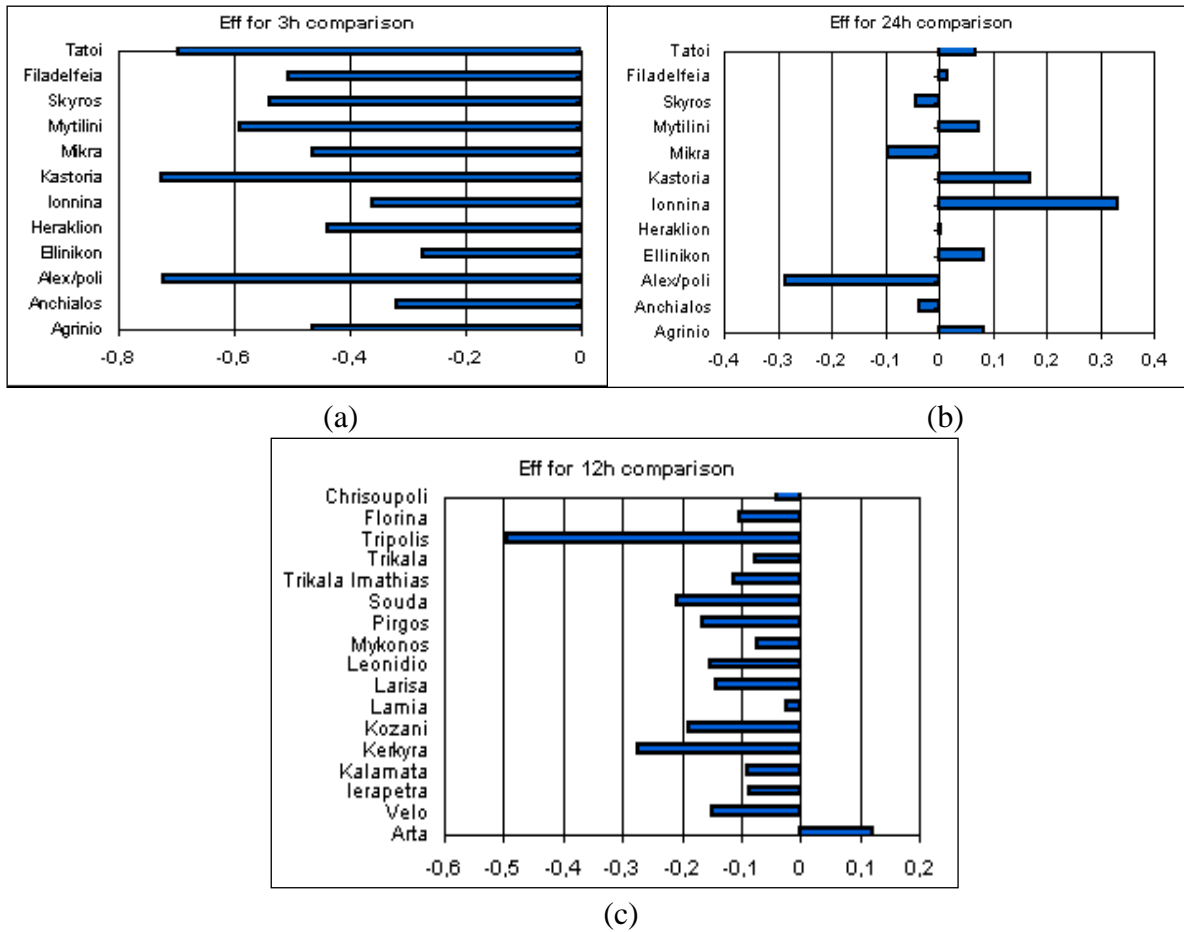 Eff for 3h comparison
Tatoi
Filadelfeia
Skyros
Mytilini
Mikra
Kastoria
Ionnina
Heraklion
Ellinikon
Alex/poli
Anchialos
Agrinio
-0,8 -0,6 -0,4 -0,2 0
(a)
Eff for 24h comparison
Tatoi
Filadelfeia
Skyros
Mytilini
Mikra
Kastoria
Ionnina
Heraklion
Ellinikon
Alex/poli
Anchialos
Agrinio
-0,4 -0,3 -0,2 -0,1 0 0,1 0,2 0,3 0,4
(b)
Eff for 12h comparison
Chrisoupoli
Florina
Tripolis
Trikala
Trikala Imathias
Souda
Pirgos
Mykonos
Leonidio
Larisa
Lamia
Kozani
Kerkyra
Kalamata
Ierapetra
Velo
Arta
-0,6 -0,5 -0,4 -0,3 -0,2 -0,1 0 0,1 0,2
(c)